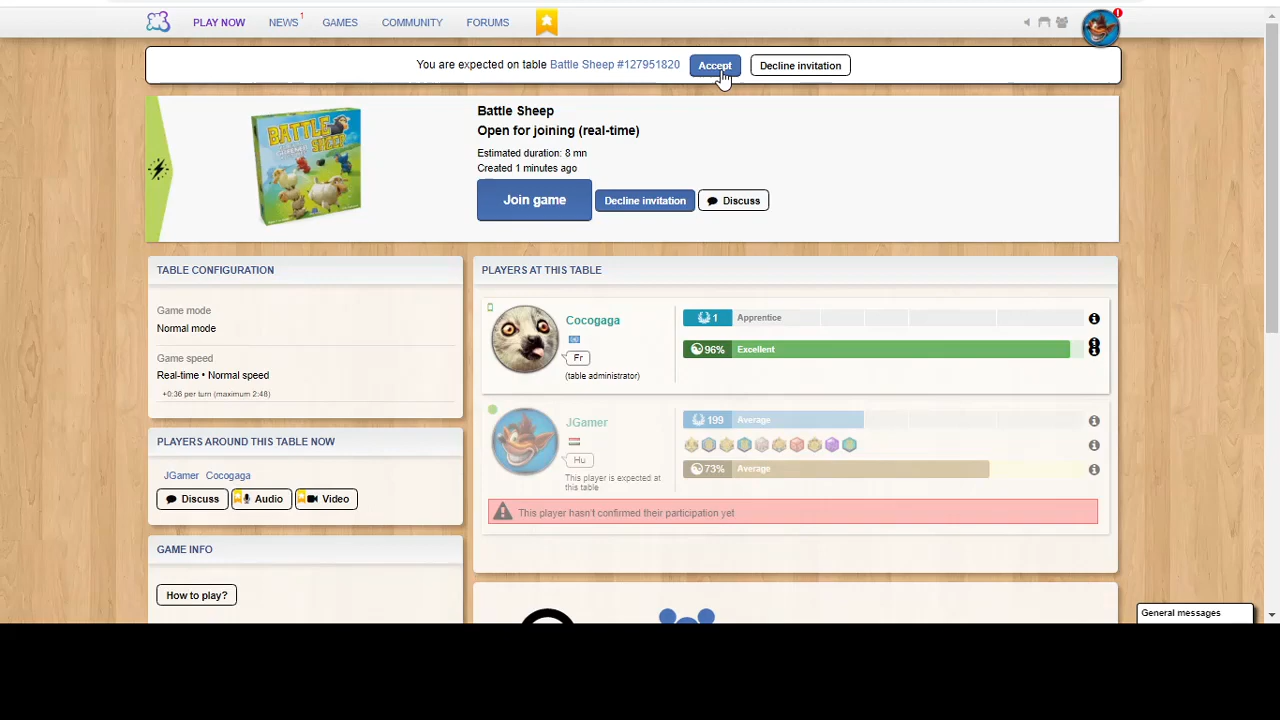 PLAY NOW NEWS 1 GAMES COMMUNITY FORUMS
!
You are expected on table Battle Sheep #127951820 Accept Decline invitation
BATTLE SHEEP
Battle Sheep
Open for joining (real-time)
Estimated duration: 8 mn
Created 1 minutes ago
Join game Decline invitation Discuss
TABLE CONFIGURATION
Game mode
Normal mode
Game speed
Real-time • Normal speed
+0:36 per turn (maximum 2:48)
PLAYERS AROUND THIS TABLE NOW
JGamer Cocogaga
Discuss Audio Video
GAME INFO
How to play?
PLAYERS AT THIS TABLE
Cocogaga
Fr
(table administrator)
1 Apprentice
96% Excellent
JGamer
Hu
This player is expected at
this table
199 Average
73% Average
This player hasn't confirmed their participation yet
General messages